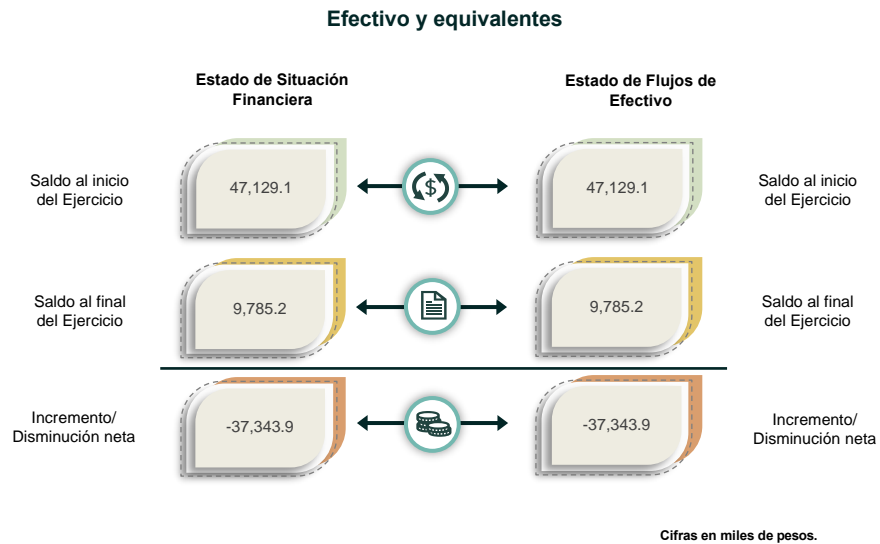 Efectivo y equivalentes
Estado de Situación
Financiera
Estado de Flujos de
Efectivo
Saldo al inicio
del Ejercicio
47,129.1
$
47,129.1
Saldo al inicio
del Ejercicio
Saldo al final
del Ejercicio
9,785.2
9,785.2
Saldo al final
del Ejercicio
Incremento/
Disminución neta
-37,343.9
-37,343.9
Incremento/
Disminución neta
Cifras en miles de pesos.